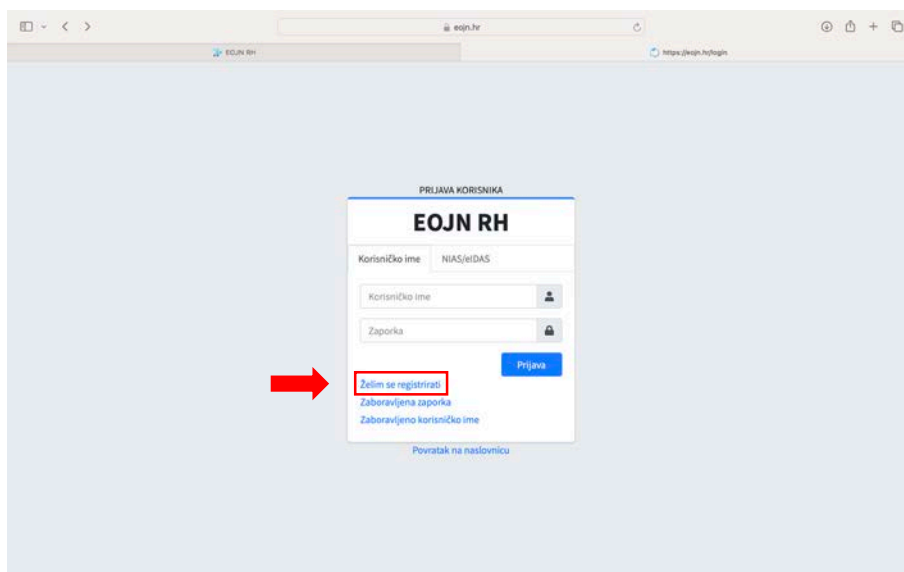 eojn.hr
EOJN RH
https://eojn.hr/login
PRIJAVA KORISNIKA
EOJN RH
Korisničko ime
NIAS/eIDAS
Korisničko ime
Zaporka
Prijava
Želim se registrirati
Zaboravljena zaporka
Zaboravljeno korisničko ime
Povratak na naslovnicu